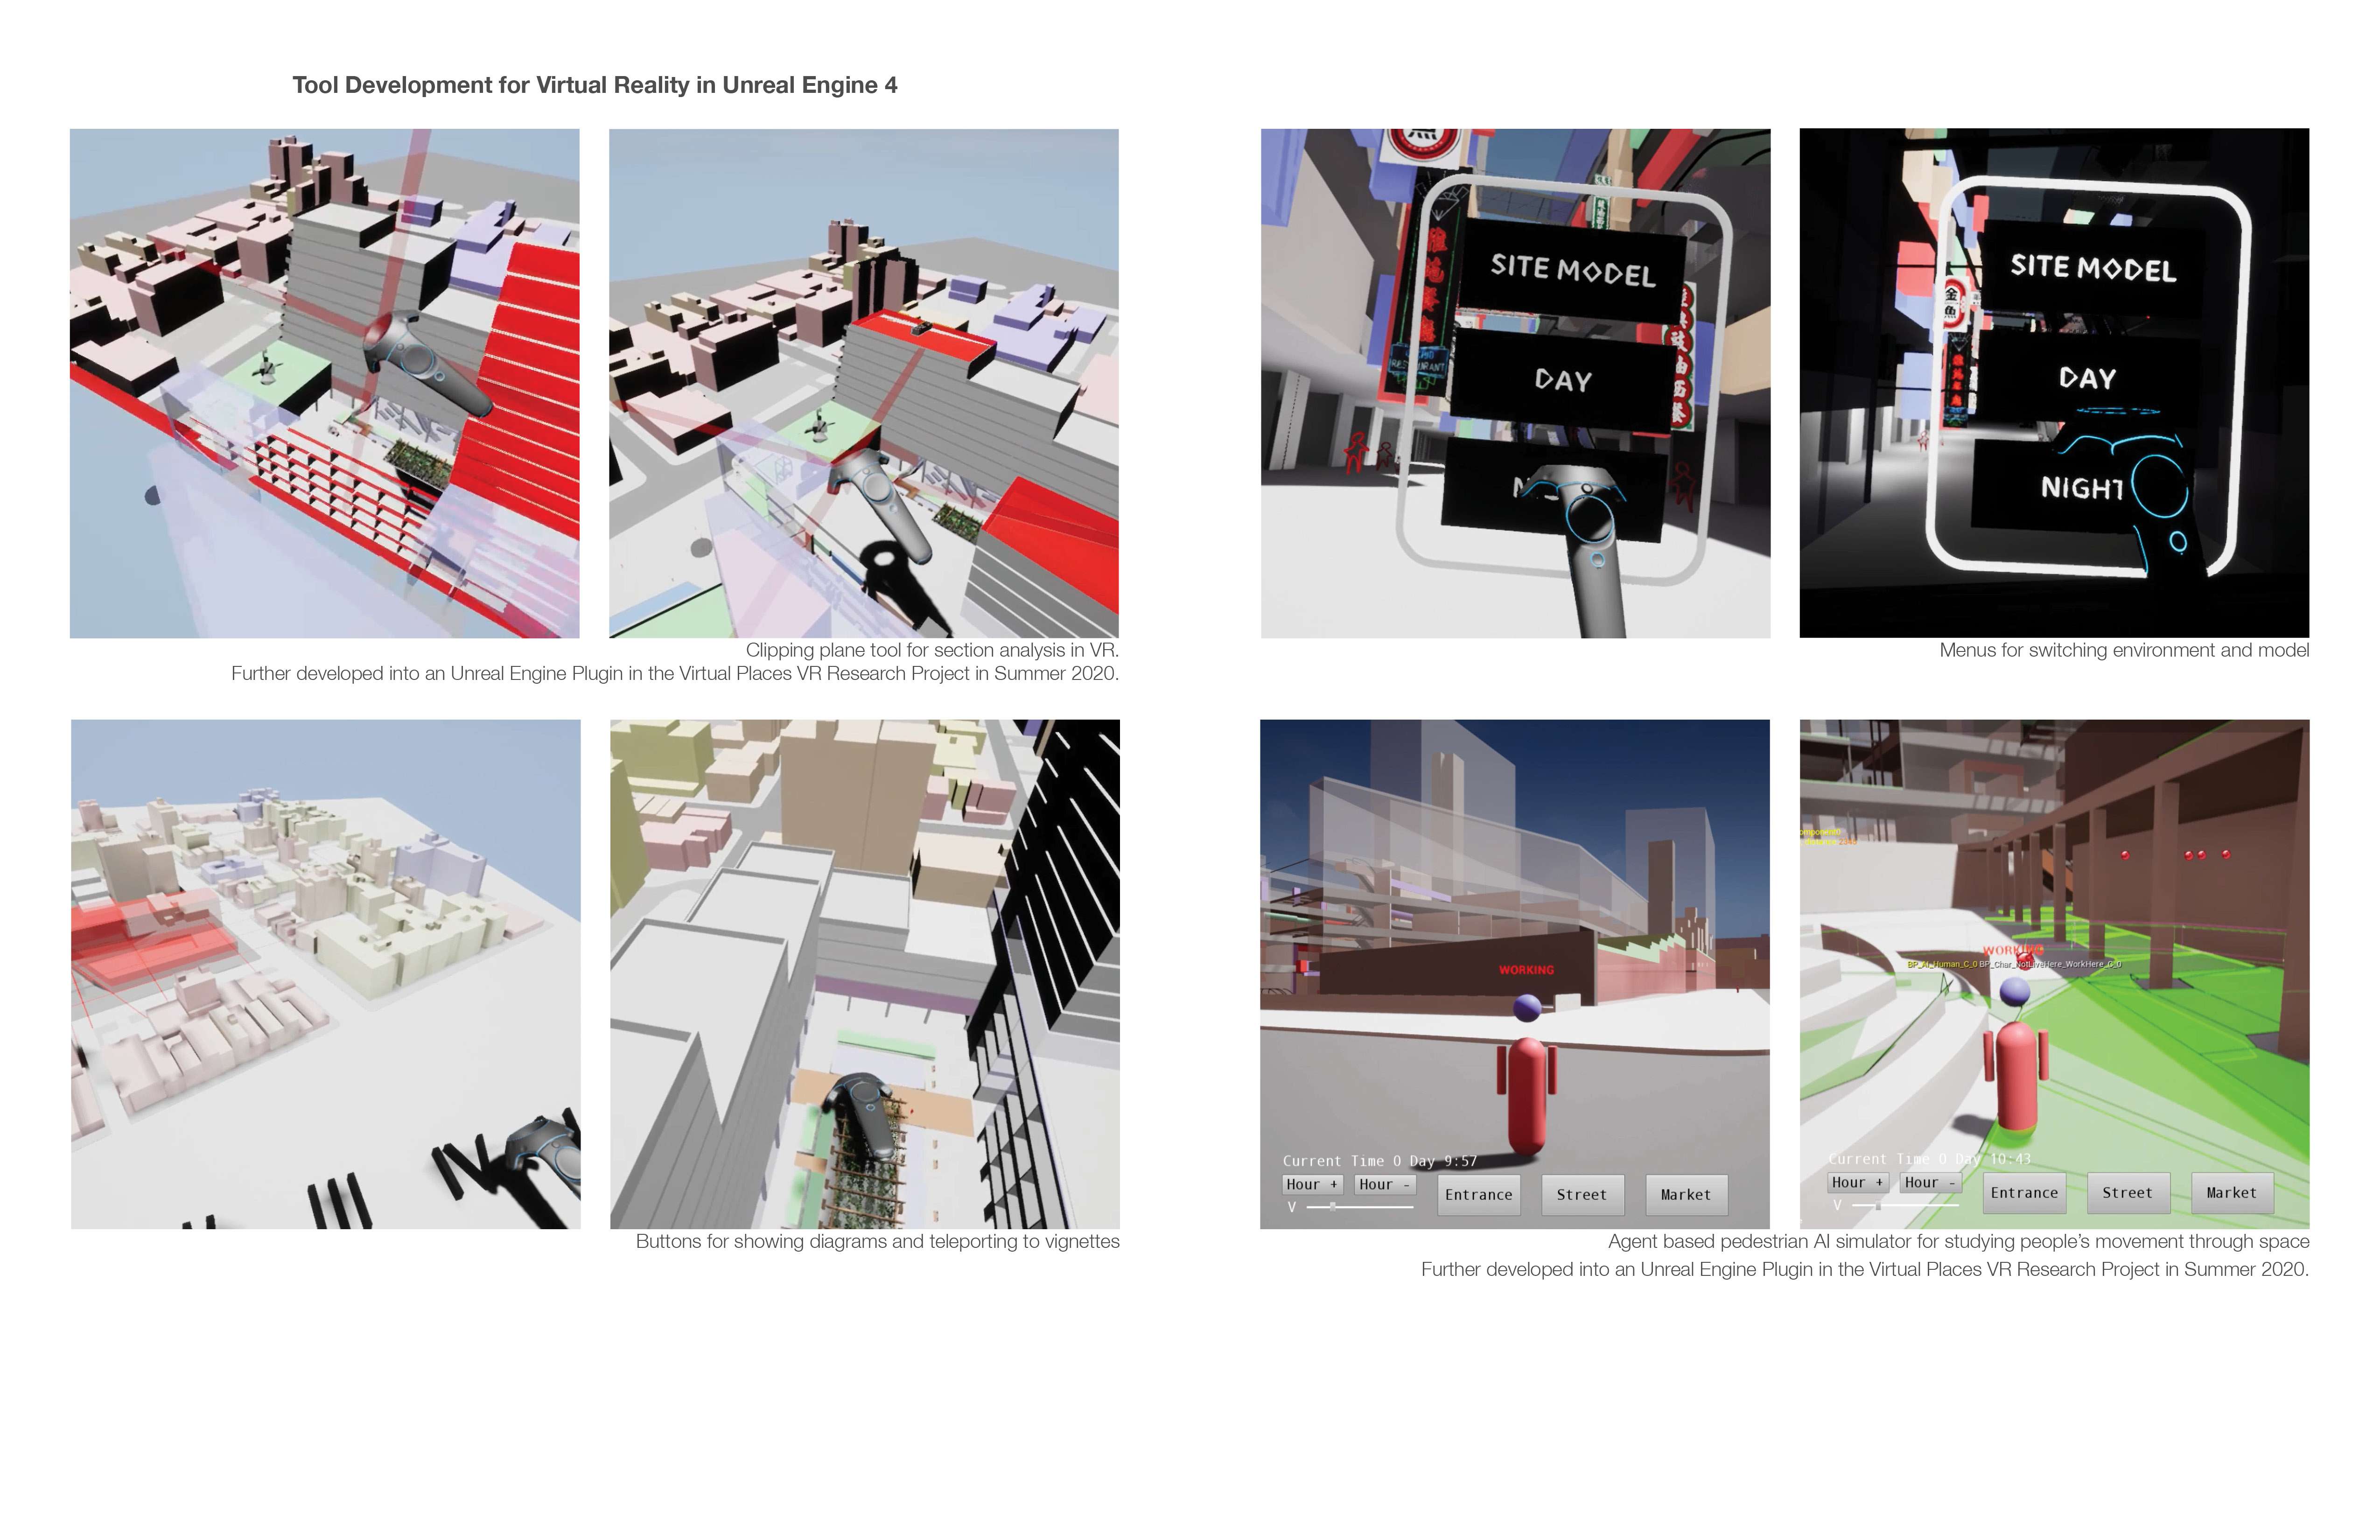 Tool Development for Virtual Reality in Unreal Engine 4
SITE MODEL
DAY
SITE MODEL
DAY
NIGHT
金
魚
Clipping plane tool for section analysis in VR.
Further developed into an Unreal Engine Plugin in the Virtual Places VR Research Project in Summer 2020.
Menus for switching environment and model
WORKING
Current Time 0 Day 9:57
Hour +
Hour -
Entrance
Street
Market
V
WORKING
BP_AI_Human_C_0 BP_Char_NotLiveHere_WorkHere_C_0
Current Time 0 Day 10:43
Hour +
Hour -
Entrance
Street
Market
V
Buttons for showing diagrams and teleporting to vignettes
Agent based pedestrian AI simulator for studying people's movement through space
Further developed into an Unreal Engine Plugin in the Virtual Places VR Research Project in Summer 2020.